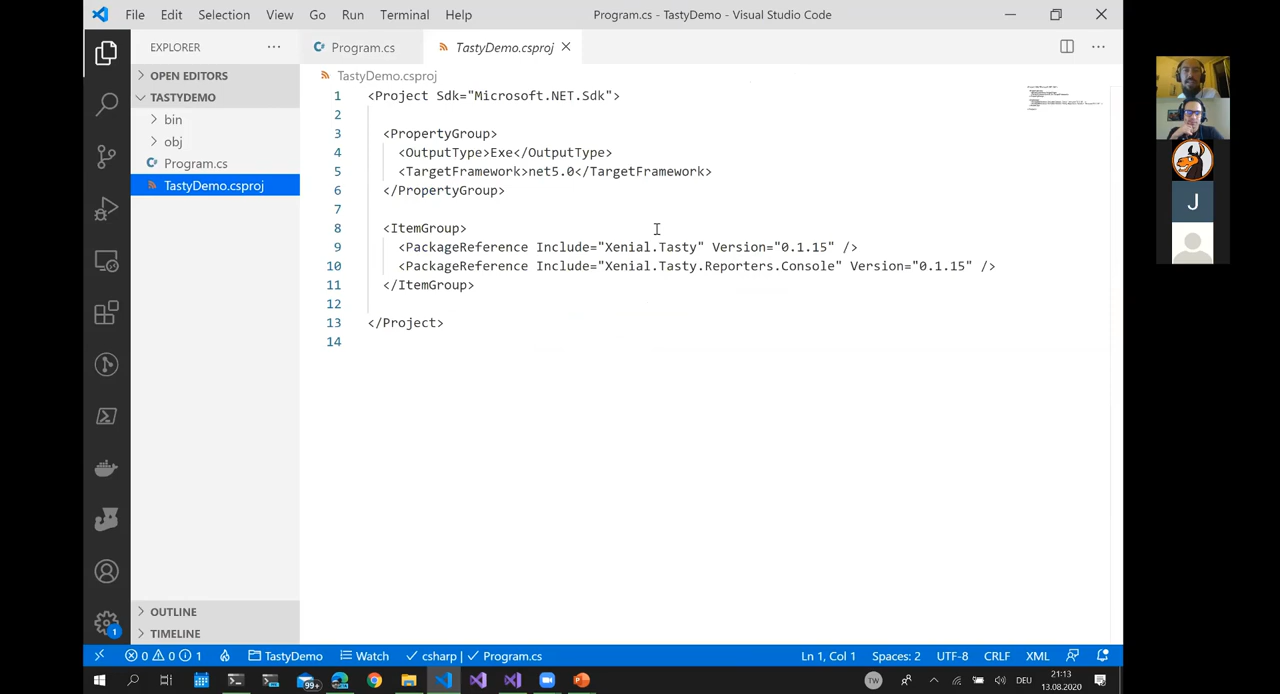 File Edit Selection View Go Run Terminal Help
Program.cs - TastyDemo - Visual Studio Code
EXPLORER
OPEN EDITORS
TASTYDEMO
bin
obj
Program.cs
TastyDemo.csproj
OUTLINE
TIMELINE
Program.cs
TastyDemo.csproj
TastyDemo.csproj
1 <Project Sdk="Microsoft.NET.Sdk">
2
3 <PropertyGroup>
4 <OutputType>Exe</OutputType>
5 <TargetFramework>net5.0</TargetFramework>
6 </PropertyGroup>
7
8 <ItemGroup>
9 <PackageReference Include="Xenial.Tasty" Version="0.1.15" />
10 <PackageReference Include="Xenial.Tasty.Reporters.Console" Version="0.1.15" />
11 </ItemGroup>
12
13 </Project>
14
J
1
0 0 1 TastyDemo Watch csharp | Program.cs
Ln 1, Col 1 Spaces: 2 UTF-8 CRLF XML
99+
TW
DEU
21:13
13.08.2020